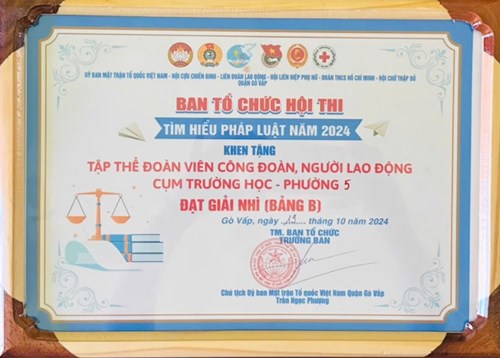 ỦY BAN MẶT TRẬN TỔ QUỐC VIỆT NAM - HỘI CỰU CHIẾN BINH - LIÊN ĐOÀN LAO ĐỘNG - HỘI LIÊN HIỆP PHỤ NỮ - ĐOÀN TNCS HỒ CHÍ MINH - HỘI CHỮ THẬP ĐỎ
QUẬN GÒ VẤP
BAN TỔ CHỨC HỘI THI
TÌM HIỂU PHÁP LUẬT NĂM 2024
KHEN TẶNG
TẬP THỂ ĐOÀN VIÊN CÔNG ĐOÀN, NGƯỜI LAO ĐỘNG
CỤM TRƯỜNG HỌC - PHƯỜNG 5
ĐẠT GIẢI NHÌ (BẢNG B)
Gò Vấp, ngày tháng 10 năm 2024
TM. BAN TỔ CHỨC
TRƯỞNG BAN
Chủ tịch Ủy ban Mặt trận Tổ quốc Việt Nam Quận Gò Vấp
Trần Ngọc Phượng